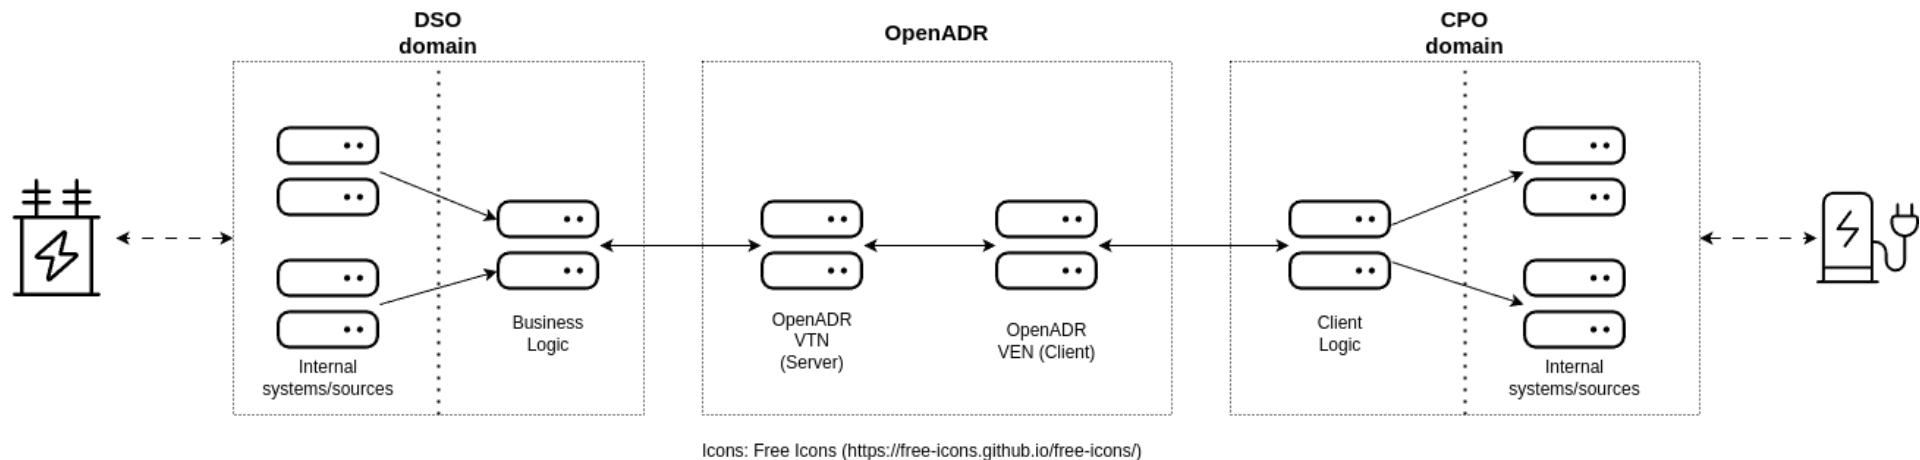 DSO
domain
OpenADR
CPO
domain
Internal
systems/sources
Business
Logic
OpenADR
VTN
(Server)
OpenADR
VEN (Client)
Client
Logic
Internal
systems/sources
Icons: Free Icons (https://free-icons.github.io/free-icons/)